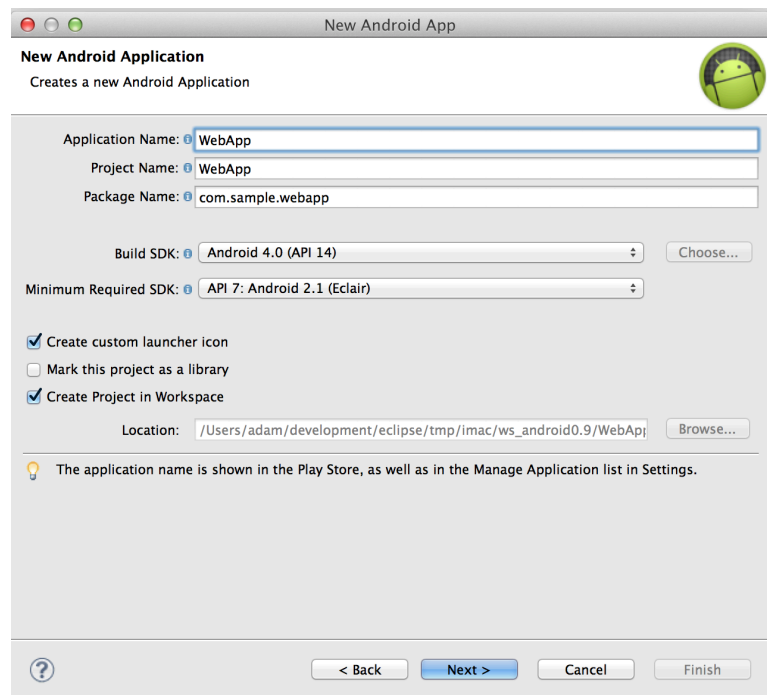 New Android App
New Android Application
Creates a new Android Application
Application Name: WebApp
Project Name: WebApp
Package Name: com.sample.webapp
Build SDK: Android 4.0 (API 14) Choose...
Minimum Required SDK: API 7: Android 2.1 (Eclair)
Create custom launcher icon
Mark this project as a library
Create Project in Workspace
Location: /Users/adam/development/eclipse/tmp/imac/ws_android0.9/WebApp Browse...
The application name is shown in the Play Store, as well as in the Manage Application list in Settings.
? < Back Next > Cancel Finish